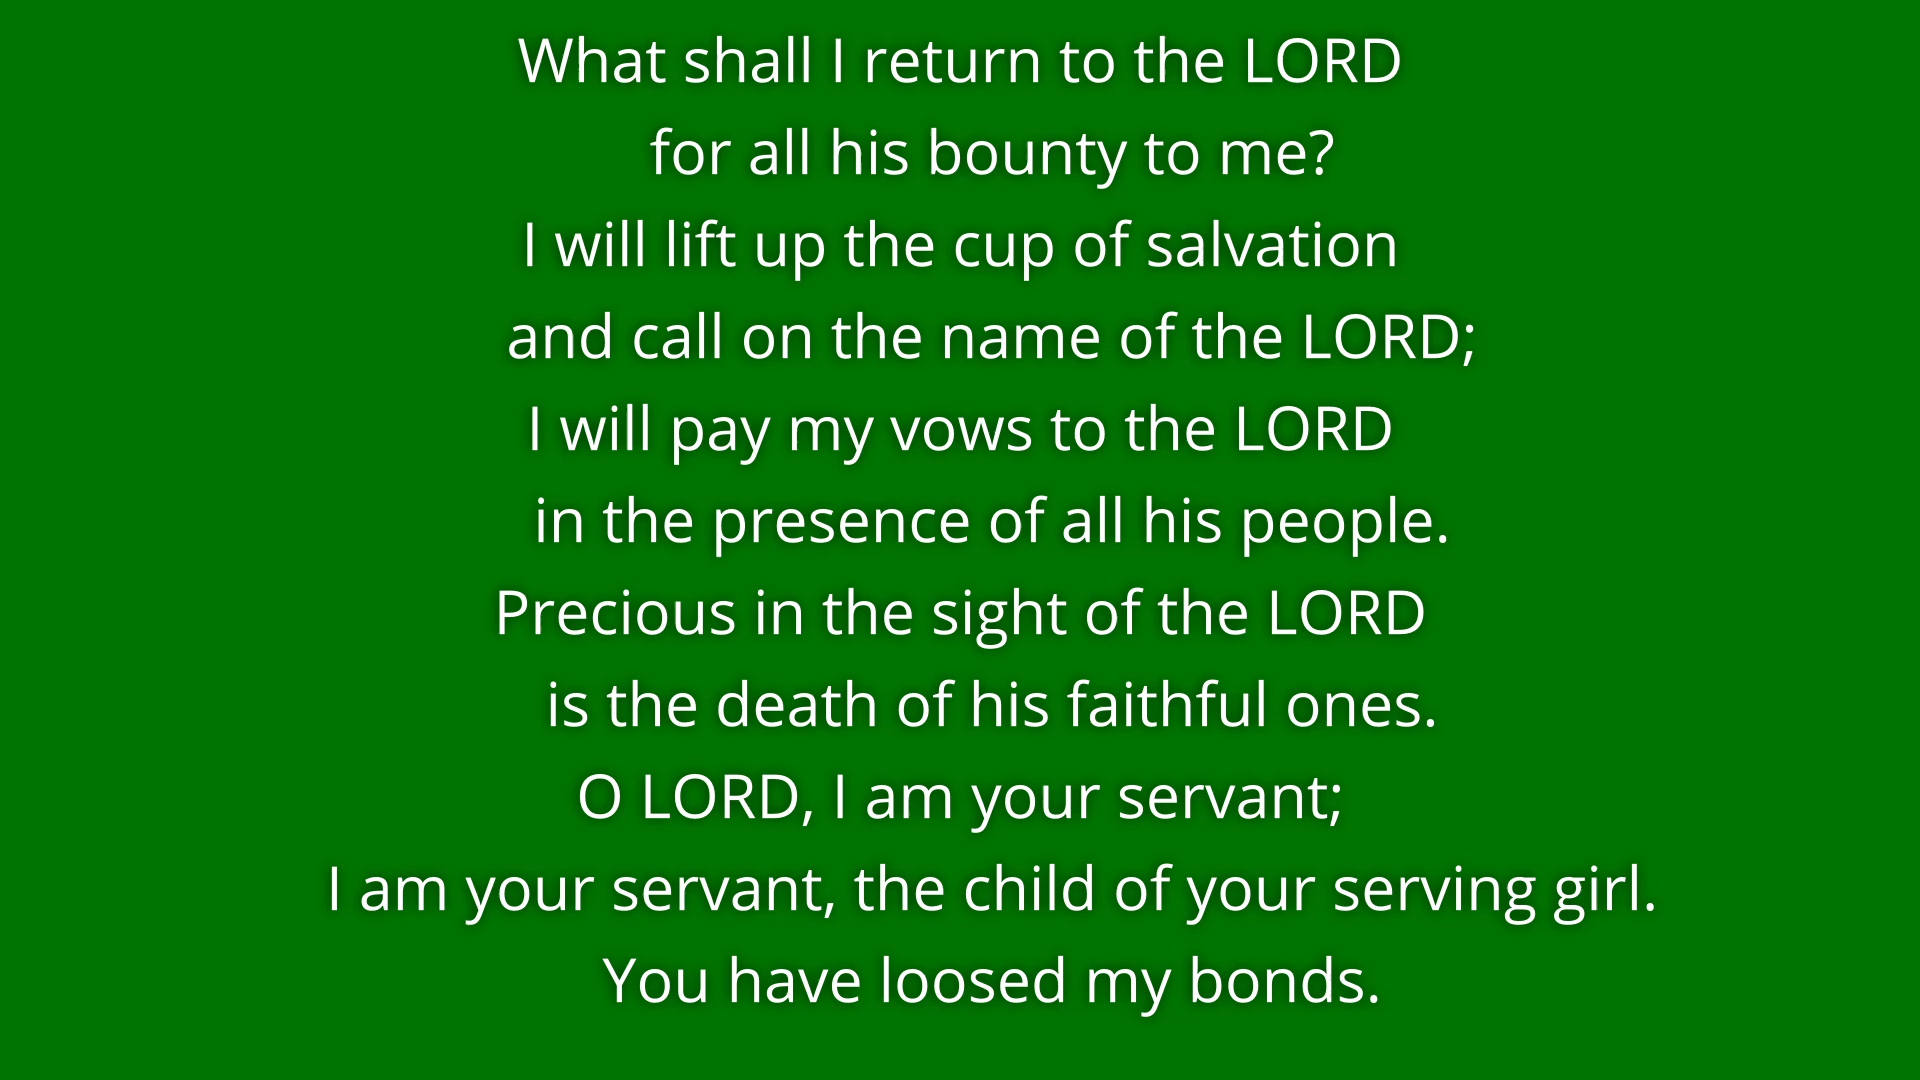 What shall I return to the LORD
for all his bounty to me?
I will lift up the cup of salvation
and call on the name of the LORD;
I will pay my vows to the LORD
in the presence of all his people.
Precious in the sight of the LORD
is the death of his faithful ones.
O LORD, I am your servant;
I am your servant, the child of your serving girl.
You have loosed my bonds.